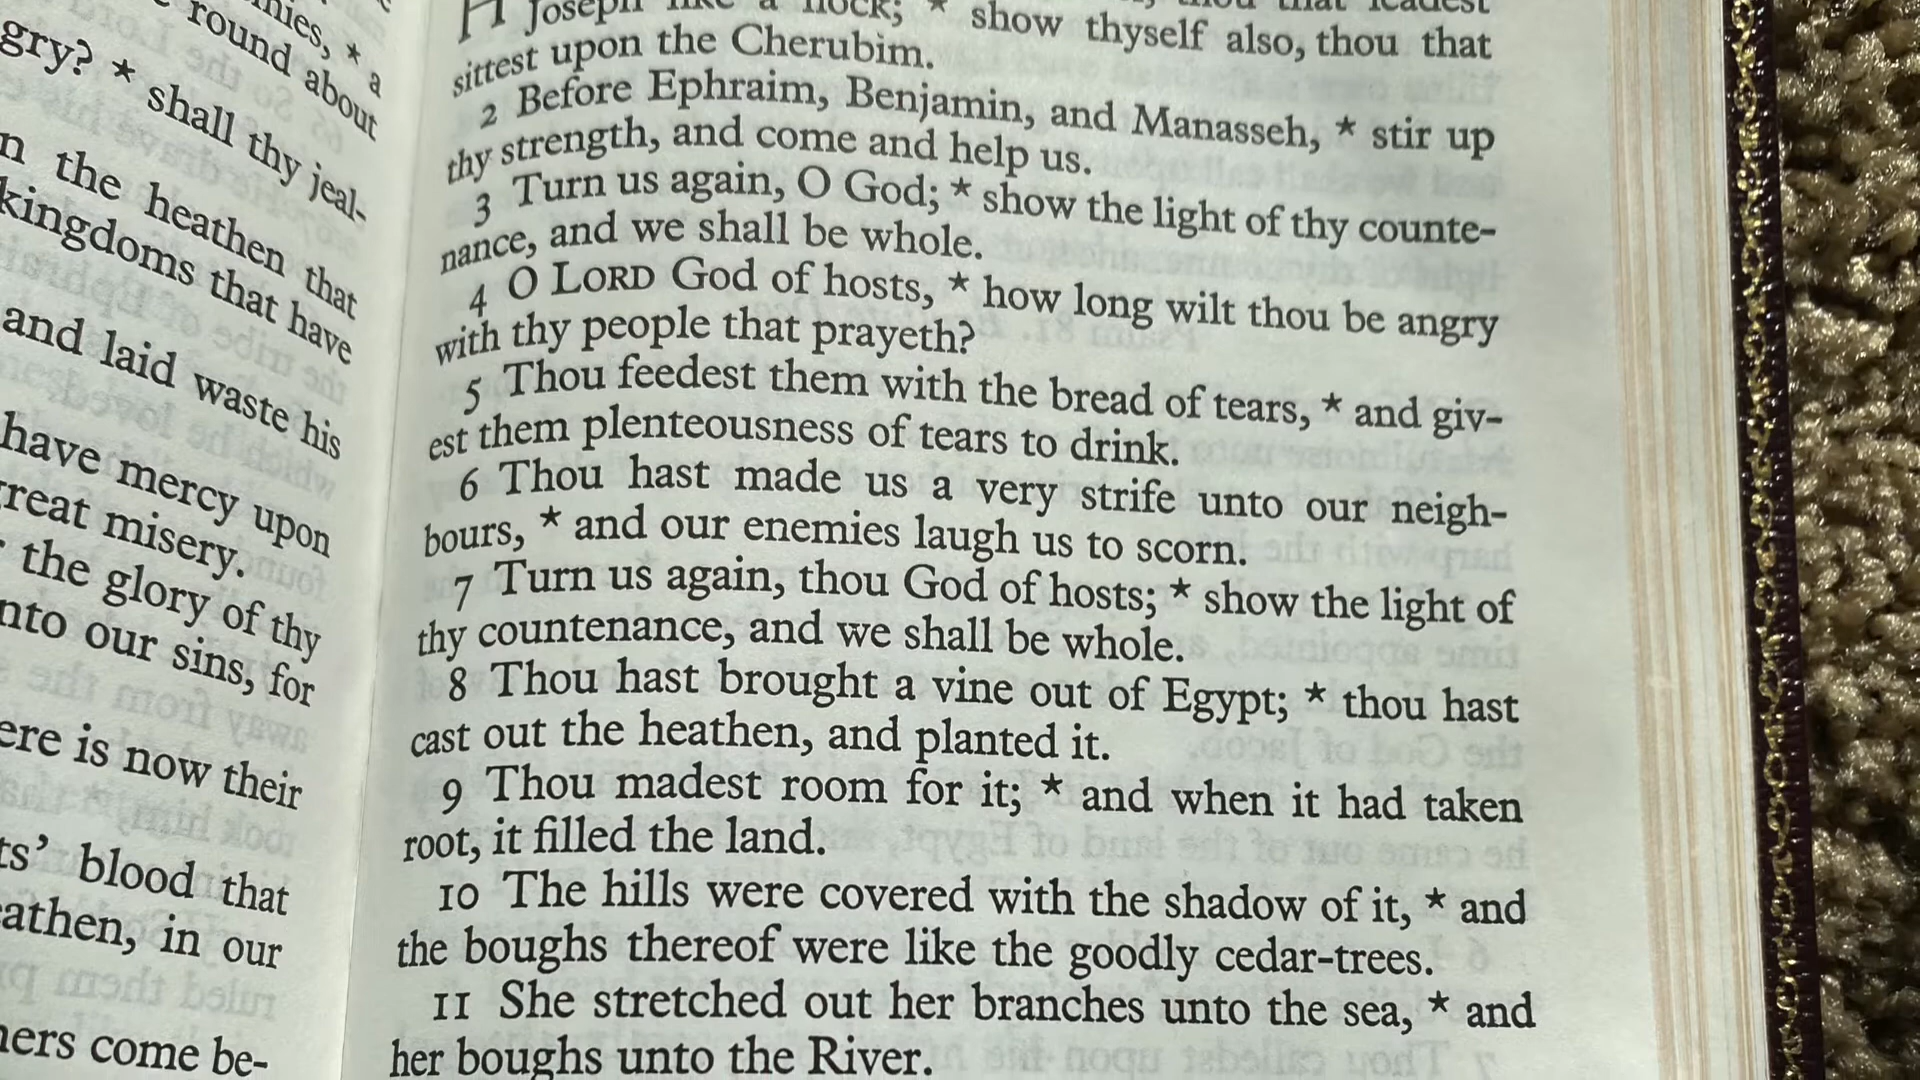 nies, * a
round about
gry? * shall thy jeal-
n the heathen that
kingdoms that have
and laid waste his
have mercy upon
reat misery.
the glory of thy
nto our sins, for
ere is now their
ts' blood that
athen, in our
ners come be-
H Joseph like a flock; * show thyself also, thou that
sittest upon the Cherubim.
2 Before Ephraim, Benjamin, and Manasseh, * stir up
thy strength, and come and help us.
3 Turn us again, O God; * show the light of thy counte-
nance, and we shall be whole.
4 O LORD God of hosts, * how long wilt thou be angry
with thy people that prayeth?
5 Thou feedest them with the bread of tears, * and giv-
est them plenteousness of tears to drink.
6 Thou hast made us a very strife unto our neigh-
bours, * and our enemies laugh us to scorn.
7 Turn us again, thou God of hosts; * show the light of
thy countenance, and we shall be whole.
8 Thou hast brought a vine out of Egypt; * thou hast
cast out the heathen, and planted it.
9 Thou madest room for it; * and when it had taken
root, it filled the land.
10 The hills were covered with the shadow of it, * and
the boughs thereof were like the goodly cedar-trees.
11 She stretched out her branches unto the sea, * and
her boughs unto the River.